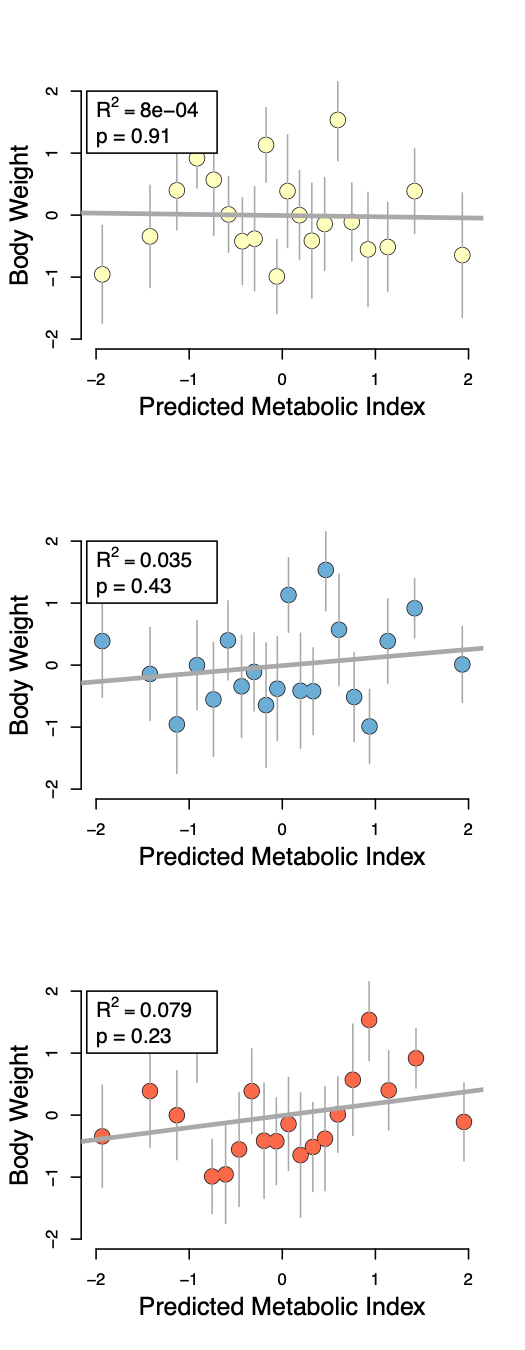 R² = 8e−04
p = 0.91
Body Weight
2
1
0
−1
−2
−2 −1 0 1 2
Predicted Metabolic Index
R² = 0.035
p = 0.43
Body Weight
2
1
0
−1
−2
−2 −1 0 1 2
Predicted Metabolic Index
R² = 0.079
p = 0.23
Body Weight
2
1
0
−1
−2
−2 −1 0 1 2
Predicted Metabolic Index